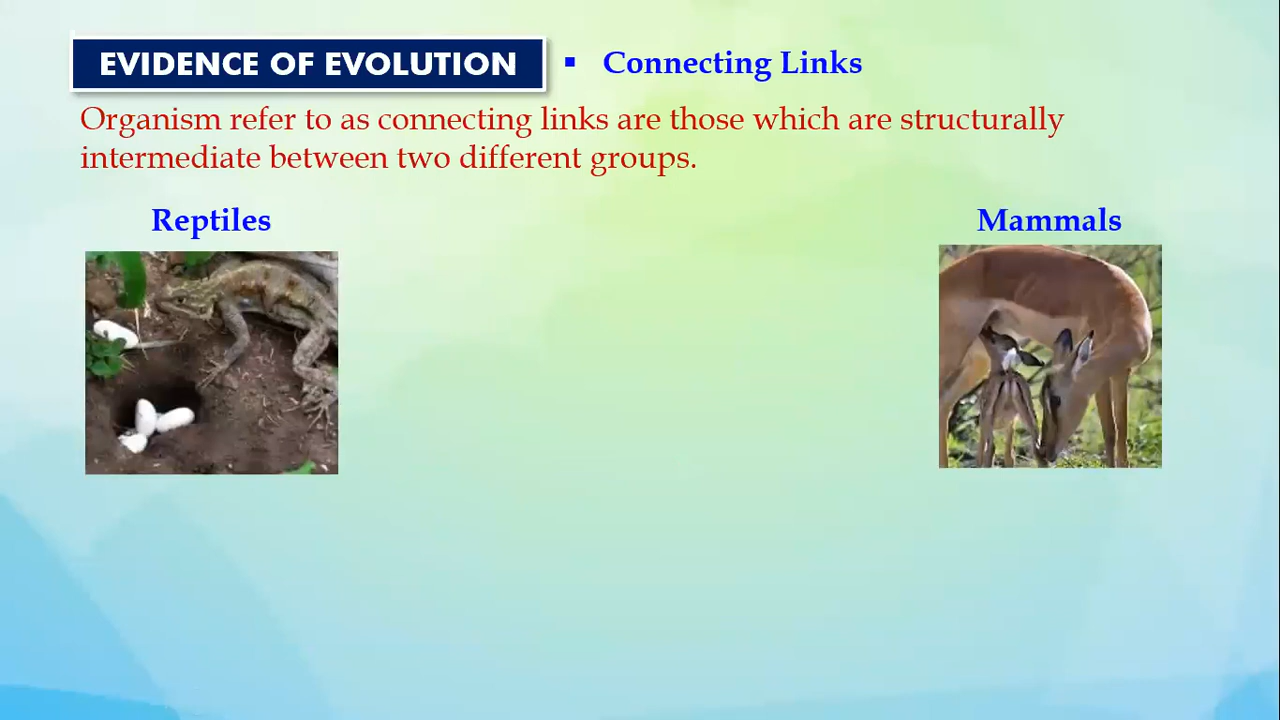 EVIDENCE OF EVOLUTION
▪ Connecting Links
Organism refer to as connecting links are those which are structurally
intermediate between two different groups.
Reptiles
Mammals